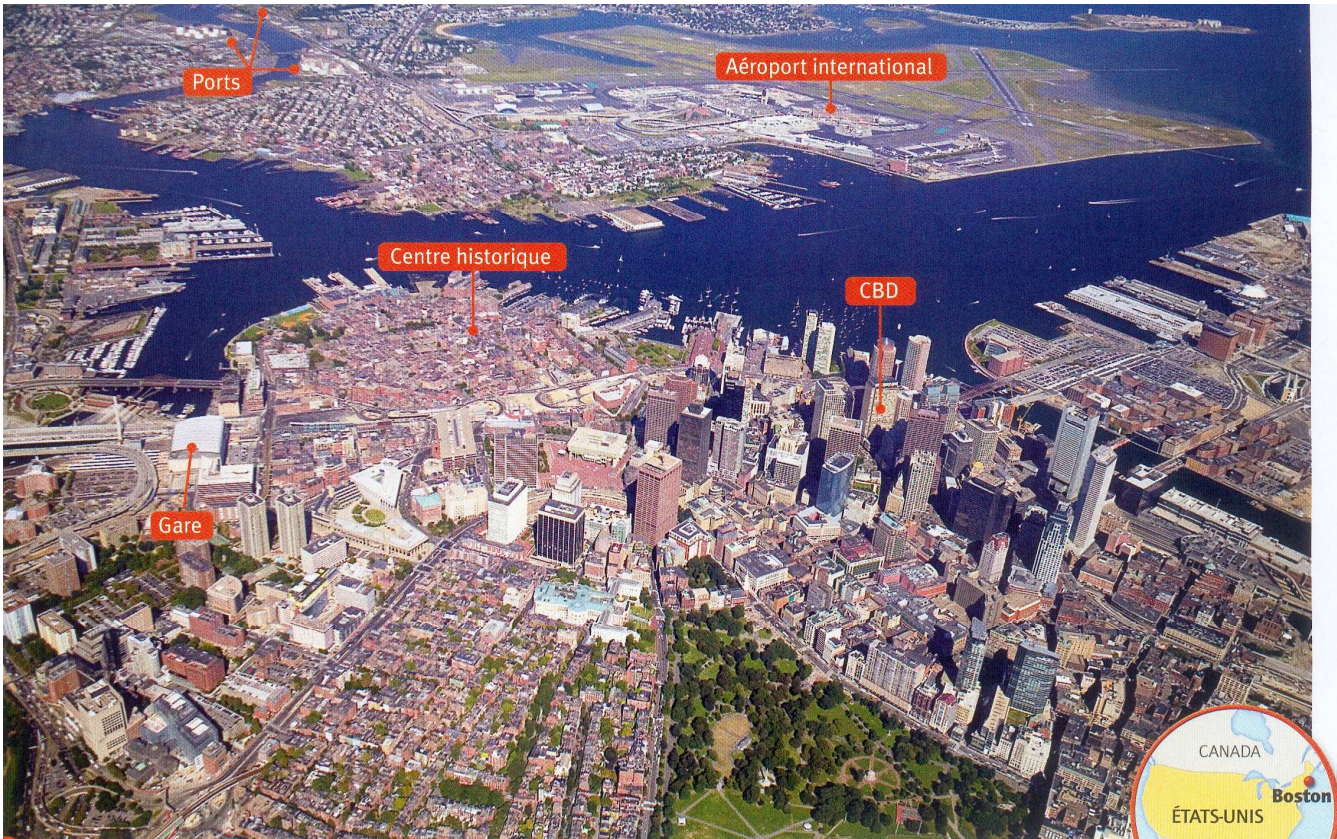 Ports
Aéroport international
Centre historique
CBD
Gare
CANADA
Boston
ÉTATS-UNIS